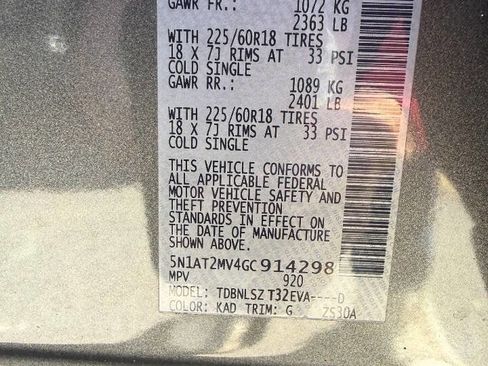 GAWR FR.: 1072 KG
2363 LB
WITH 225/60R18 TIRES
18 X 7J RIMS AT 33 PSI
COLD SINGLE
GAWR RR.: 1089 KG
2401 LB
WITH 225/60R18 TIRES
18 X 7J RIMS AT 33 PSI
COLD SINGLE
THIS VEHICLE CONFORMS TO
ALL APPLICABLE FEDERAL
MOTOR VEHICLE SAFETY AND
THEFT PREVENTION
STANDARDS IN EFFECT ON
THE DATE OF MANUFACTURE
SHOWN ABOVE.
5N1AT2MV4GC914298
MPV 920
MODEL: TDBNLSZ T32EVA----D
COLOR: KAD TRIM: G ZS30A